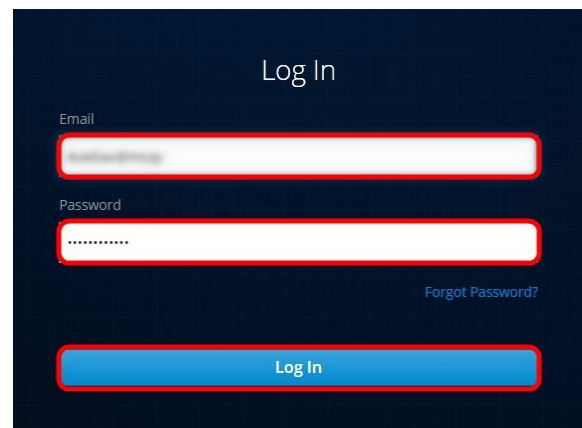 Log In
Email
Password
............
Forgot Password?
Log In